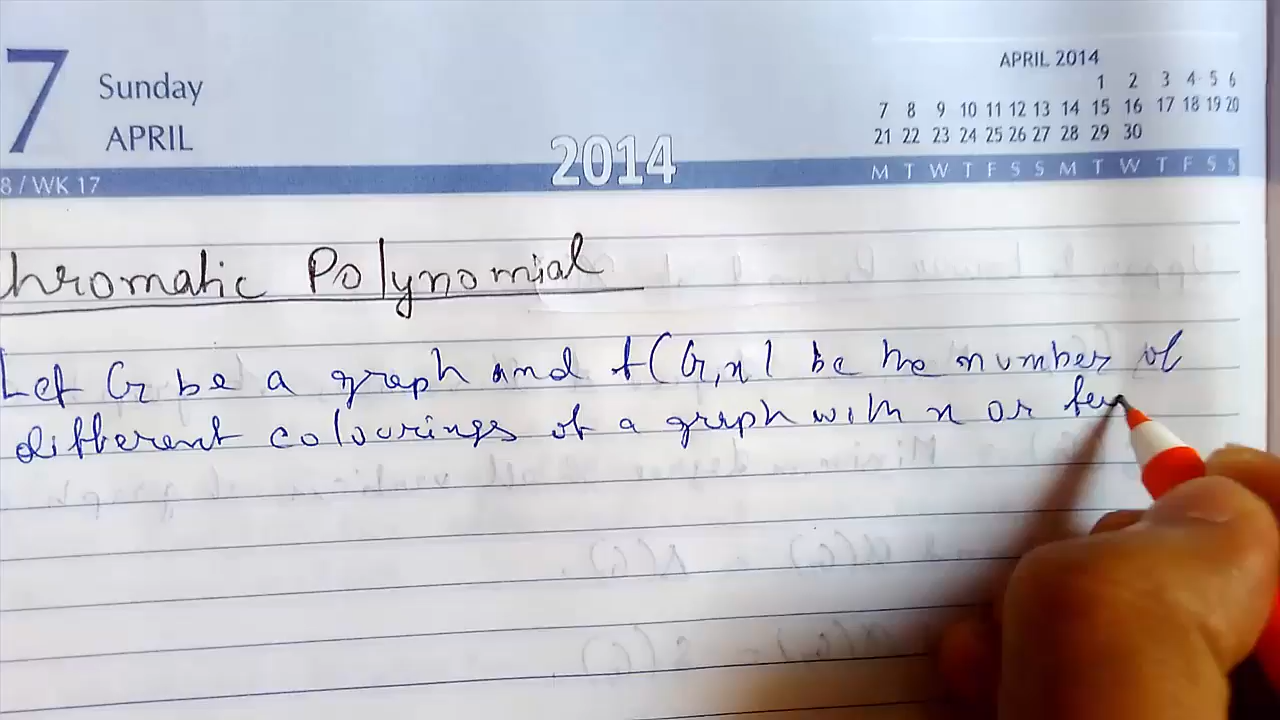 7
Sunday
APRIL
8 / WK 17
2014
APRIL 2014
1 2 3 4 5 6
7 8 9 10 11 12 13 14 15 16 17 18 19 20
21 22 23 24 25 26 27 28 29 30
M T W T F S S M T W T F S S
hromatic Polynomial
Let G be a graph and f(G,x) be the number of
different colourings of a graph with x or few